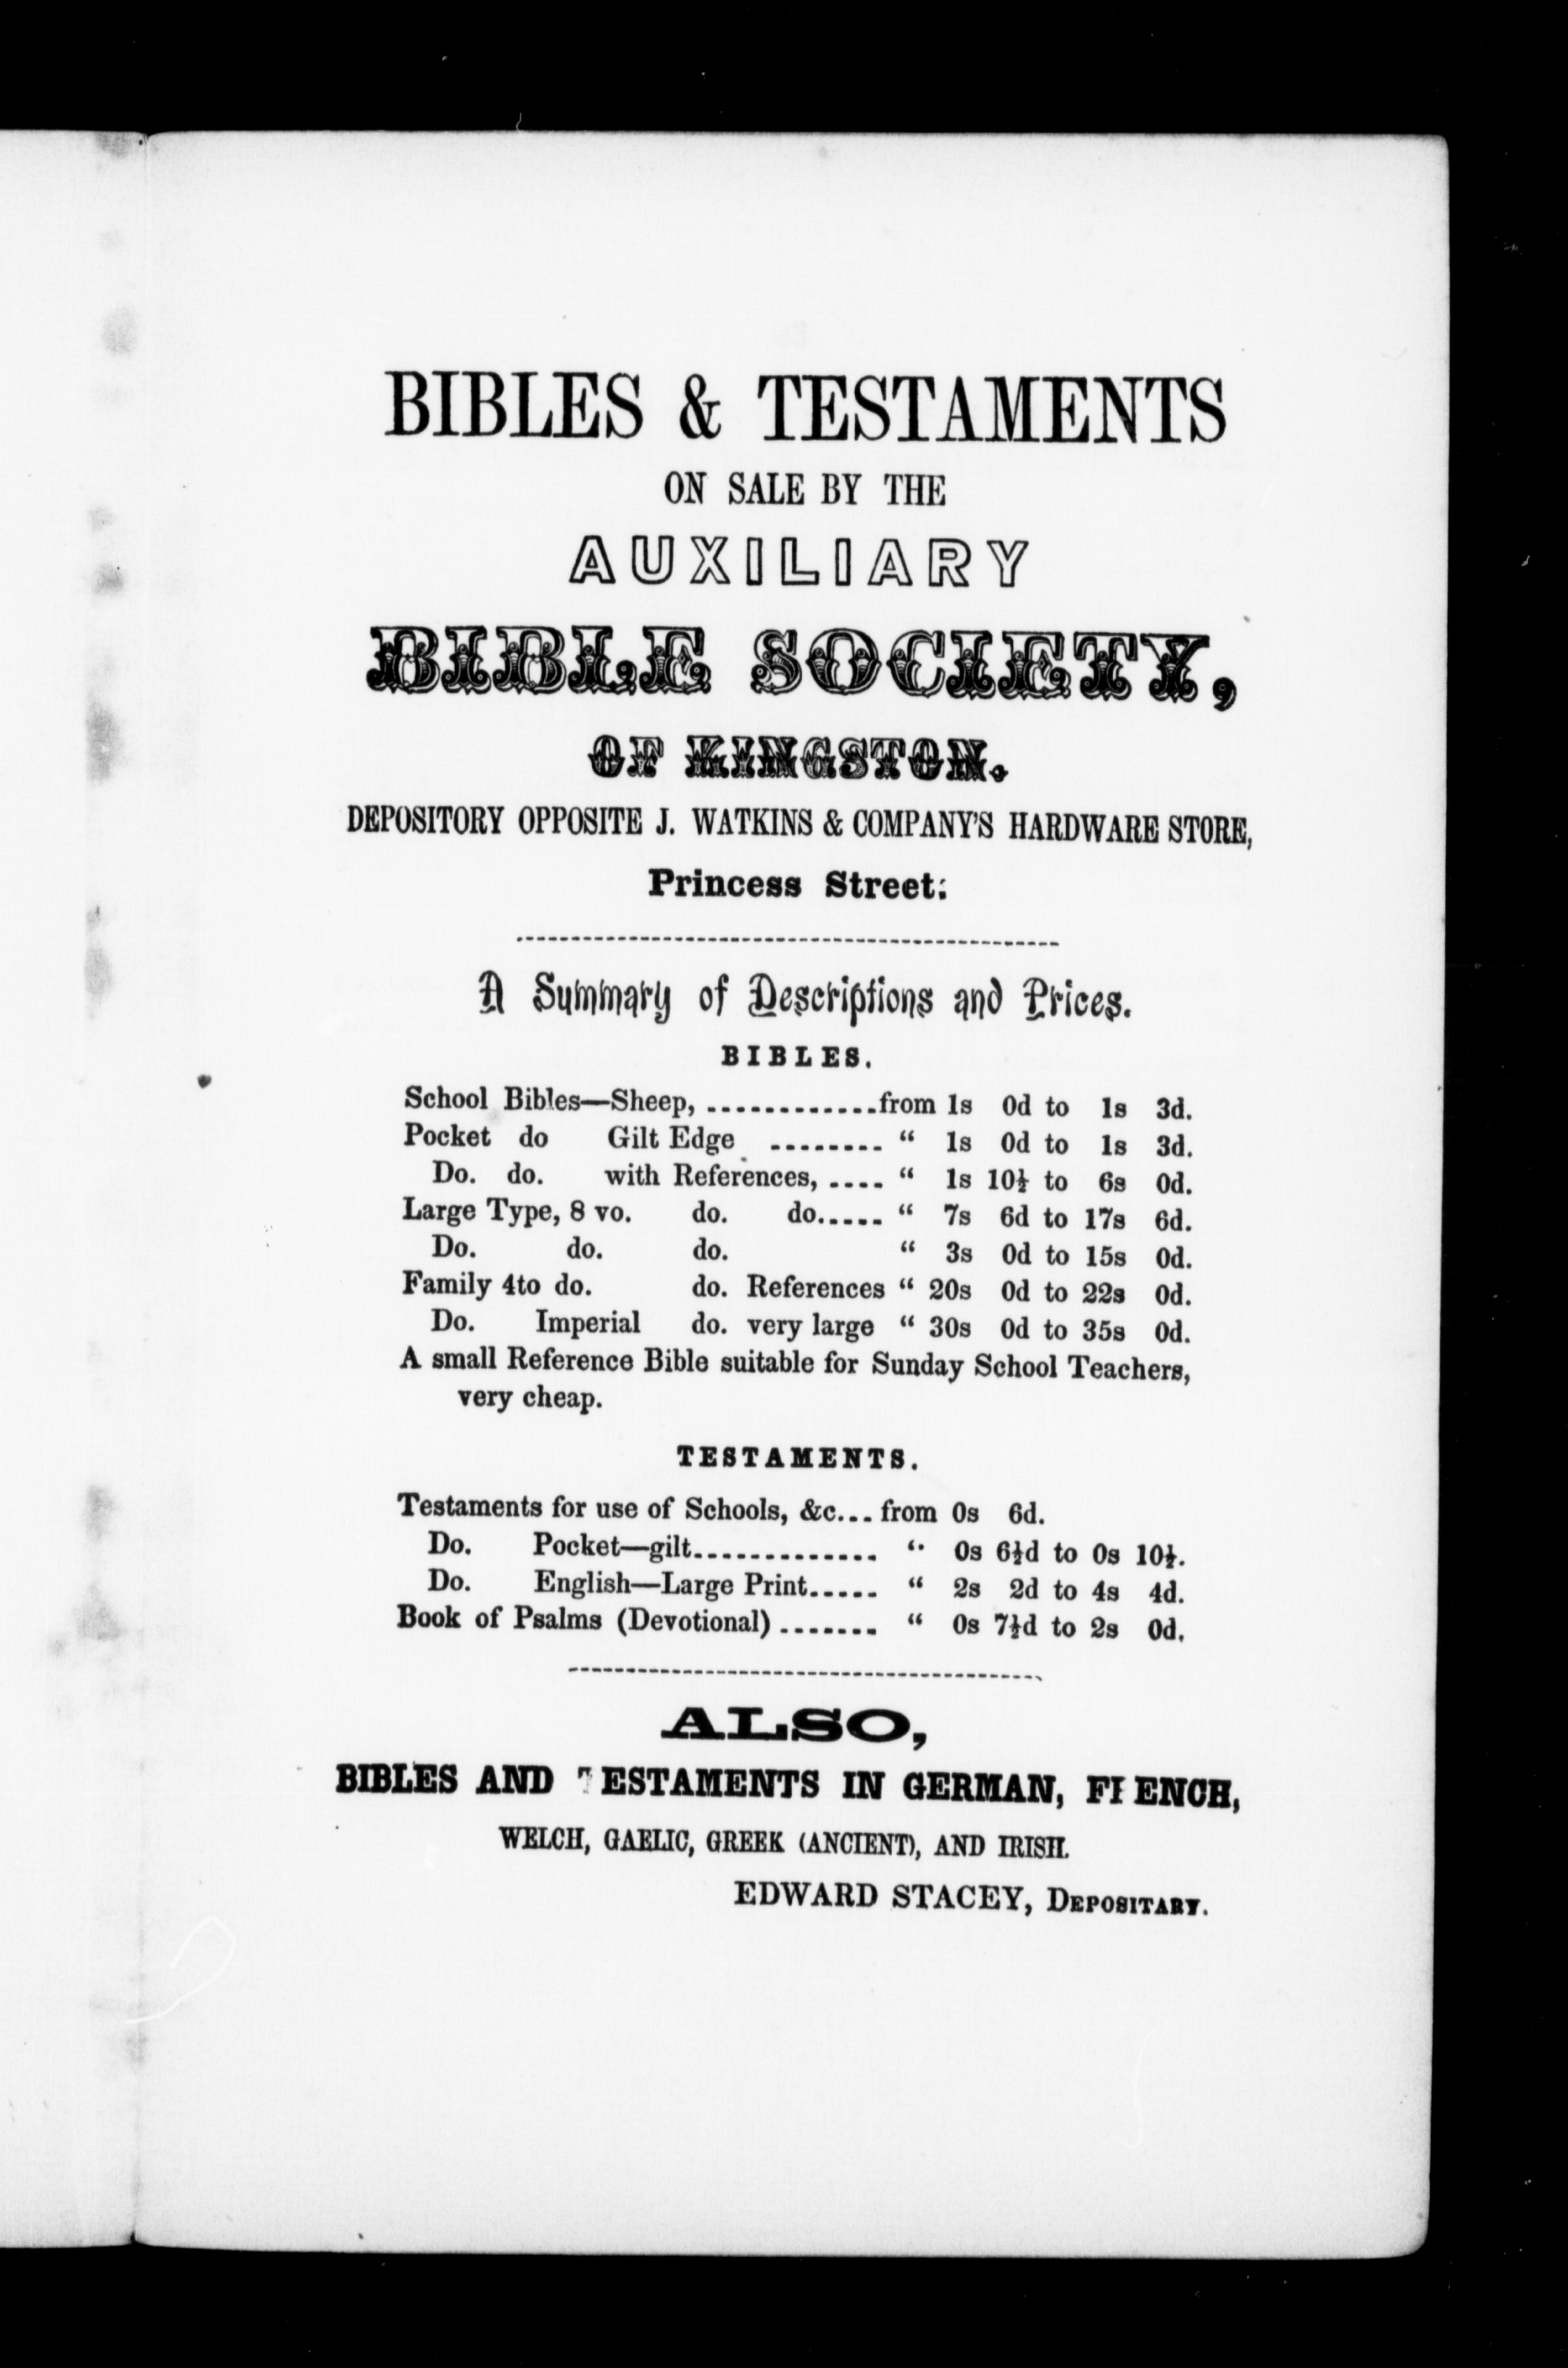 BIBLES & TESTAMENTS
ON SALE BY THE
AUXILIARY
BIBLE SOCIETY,
OF KINGSTON.
DEPOSITORY OPPOSITE J. WATKINS & COMPANY'S HARDWARE STORE,
Princess Street:
A Summary of Descriptions and Prices.
BIBLES.
School Bibles—Sheep, ............from 1s 0d to 1s 3d.
Pocket do Gilt Edge ........ “ 1s 0d to 1s 3d.
Do. do. with References, .... “ 1s 10½ to 6s 0d.
Large Type, 8 vo. do. do..... “ 7s 6d to 17s 6d.
Do. do. do. “ 3s 0d to 15s 0d.
Family 4to do. do. References “ 20s 0d to 22s 0d.
Do. Imperial do. very large “ 30s 0d to 35s 0d.
A small Reference Bible suitable for Sunday School Teachers,
very cheap.
TESTAMENTS.
Testaments for use of Schools, &c... from 0s 6d.
Do. Pocket—gilt............. “ 0s 6½d to 0s 10½.
Do. English—Large Print..... “ 2s 2d to 4s 4d.
Book of Psalms (Devotional) ....... “ 0s 7½d to 2s 0d.
ALSO,
BIBLES AND TESTAMENTS IN GERMAN, FRENCH,
WELCH, GAELIC, GREEK (ANCIENT), AND IRISH.
EDWARD STACEY, DEPOSITARY.